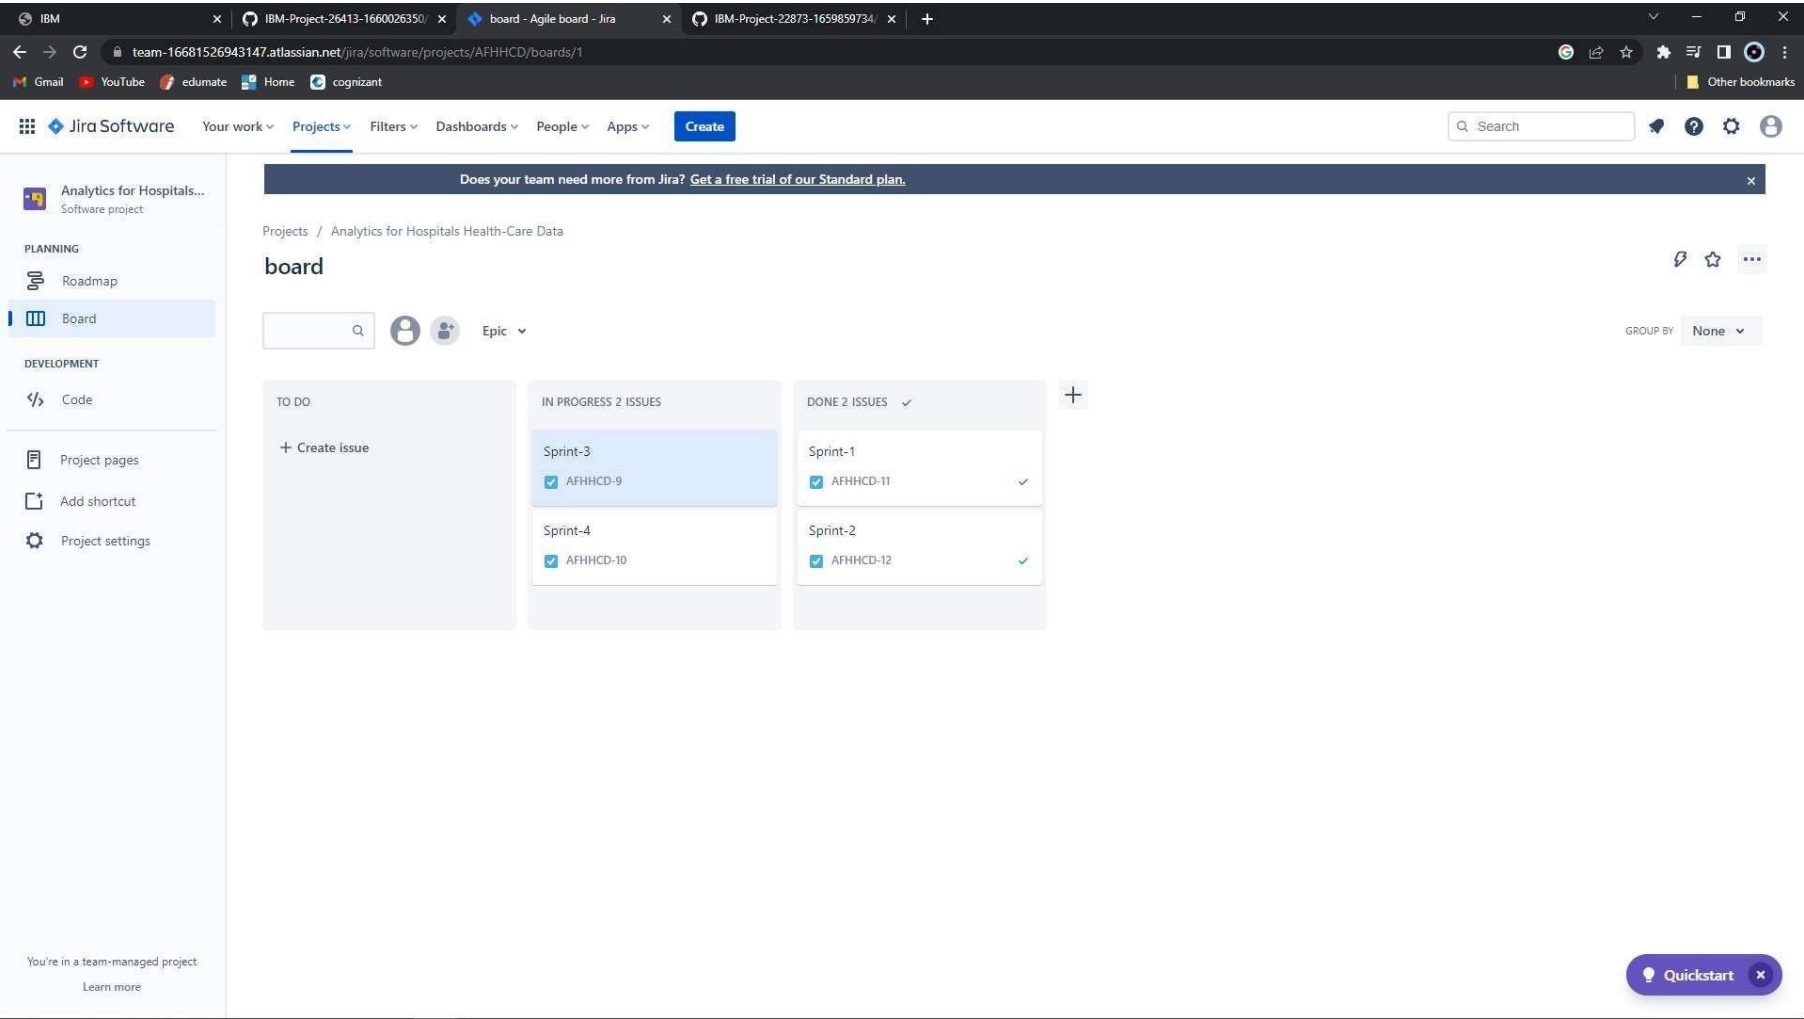 IBM
IBM-Project-26413-1660026350/
board - Agile board - Jira
IBM-Project-22873-1659859734/
team-16681526943147.atlassian.net/jira/software/projects/AFHHCD/boards/1
Gmail
YouTube
edumate
Home
cognizant
Other bookmarks
Jira Software
Your work
Projects
Filters
Dashboards
People
Apps
Create
Search
Analytics for Hospitals...
Software project
PLANNING
Roadmap
Board
DEVELOPMENT
Code
Project pages
Add shortcut
Project settings
You're in a team-managed project
Learn more
Does your team need more from Jira? Get a free trial of our Standard plan.
Projects / Analytics for Hospitals Health-Care Data
board
Epic
GROUP BY
None
TO DO
+ Create issue
IN PROGRESS 2 ISSUES
Sprint-3
AFHHCD-9
Sprint-4
AFHHCD-10
DONE 2 ISSUES
Sprint-1
AFHHCD-11
Sprint-2
AFHHCD-12
Quickstart